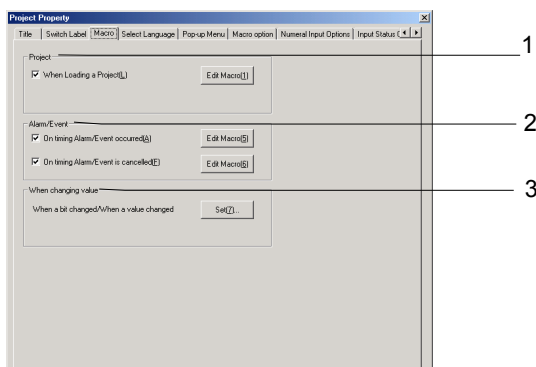 Project Property
Title Switch Label Macro Select Language Pop-up Menu Macro option Numeral Input Options Input Status
1
Project
When Loading a Project(L) Edit Macro(1)
2
Alarm/Event
On timing Alarm/Event occurred(A) Edit Macro(5)
On timing Alarm/Event is cancelled(F) Edit Macro(6)
3
When changing value
When a bit changed/When a value changed Set(7)...